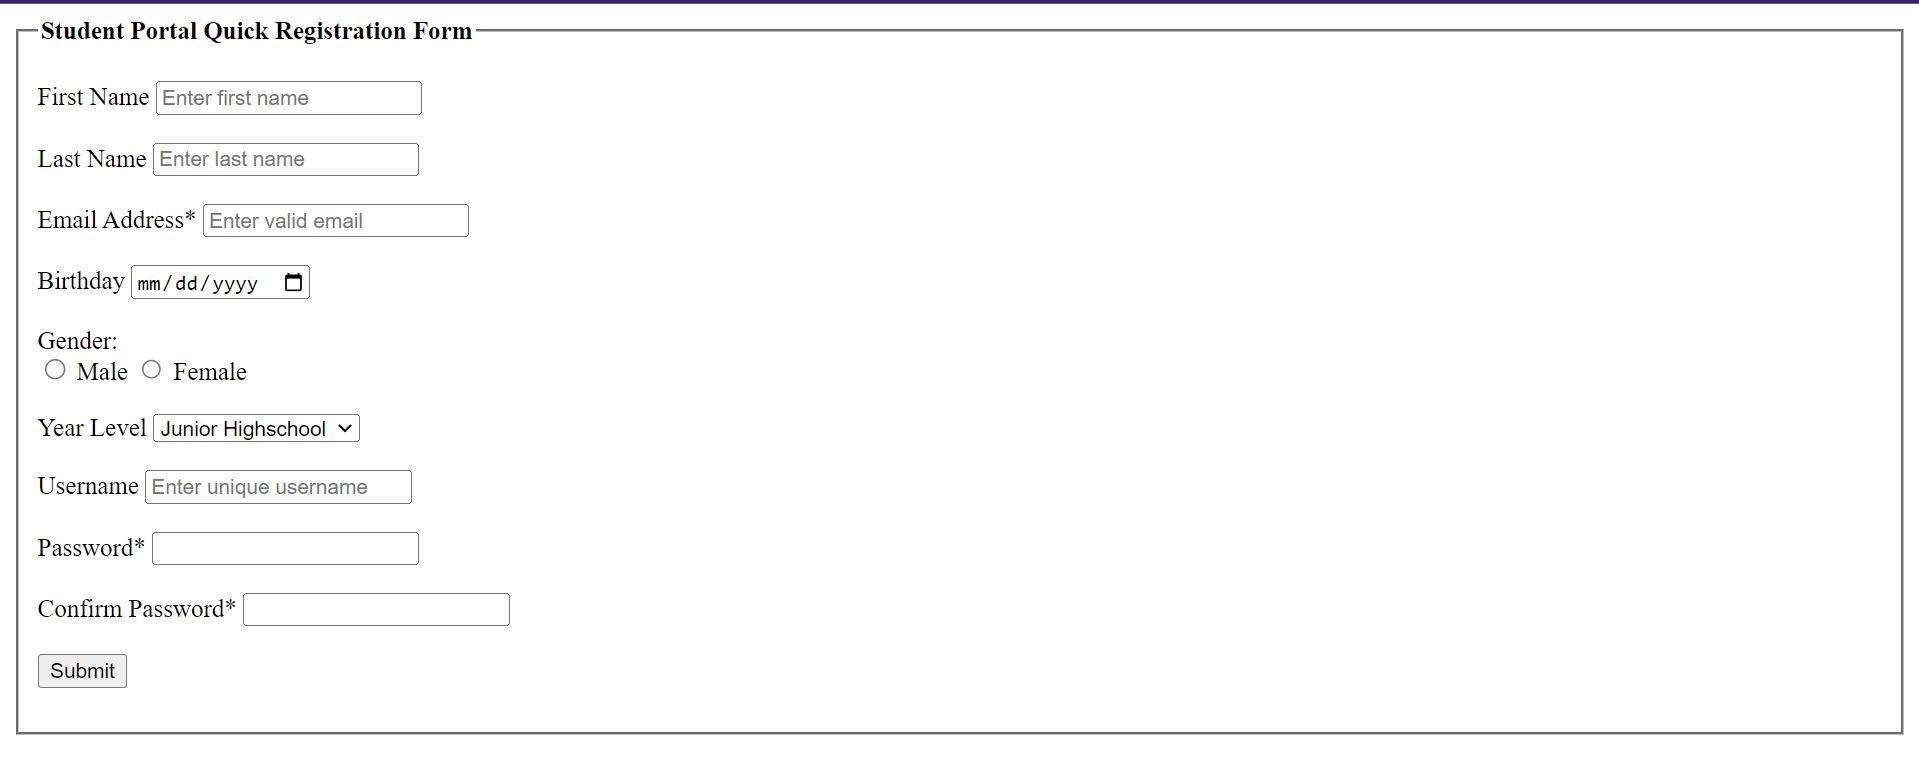 Student Portal Quick Registration Form
First Name Enter first name
Last Name Enter last name
Email Address* Enter valid email
Birthday mm/dd/yyyy
Gender:
Male Female
Year Level Junior Highschool
Username Enter unique username
Password*
Confirm Password*
Submit